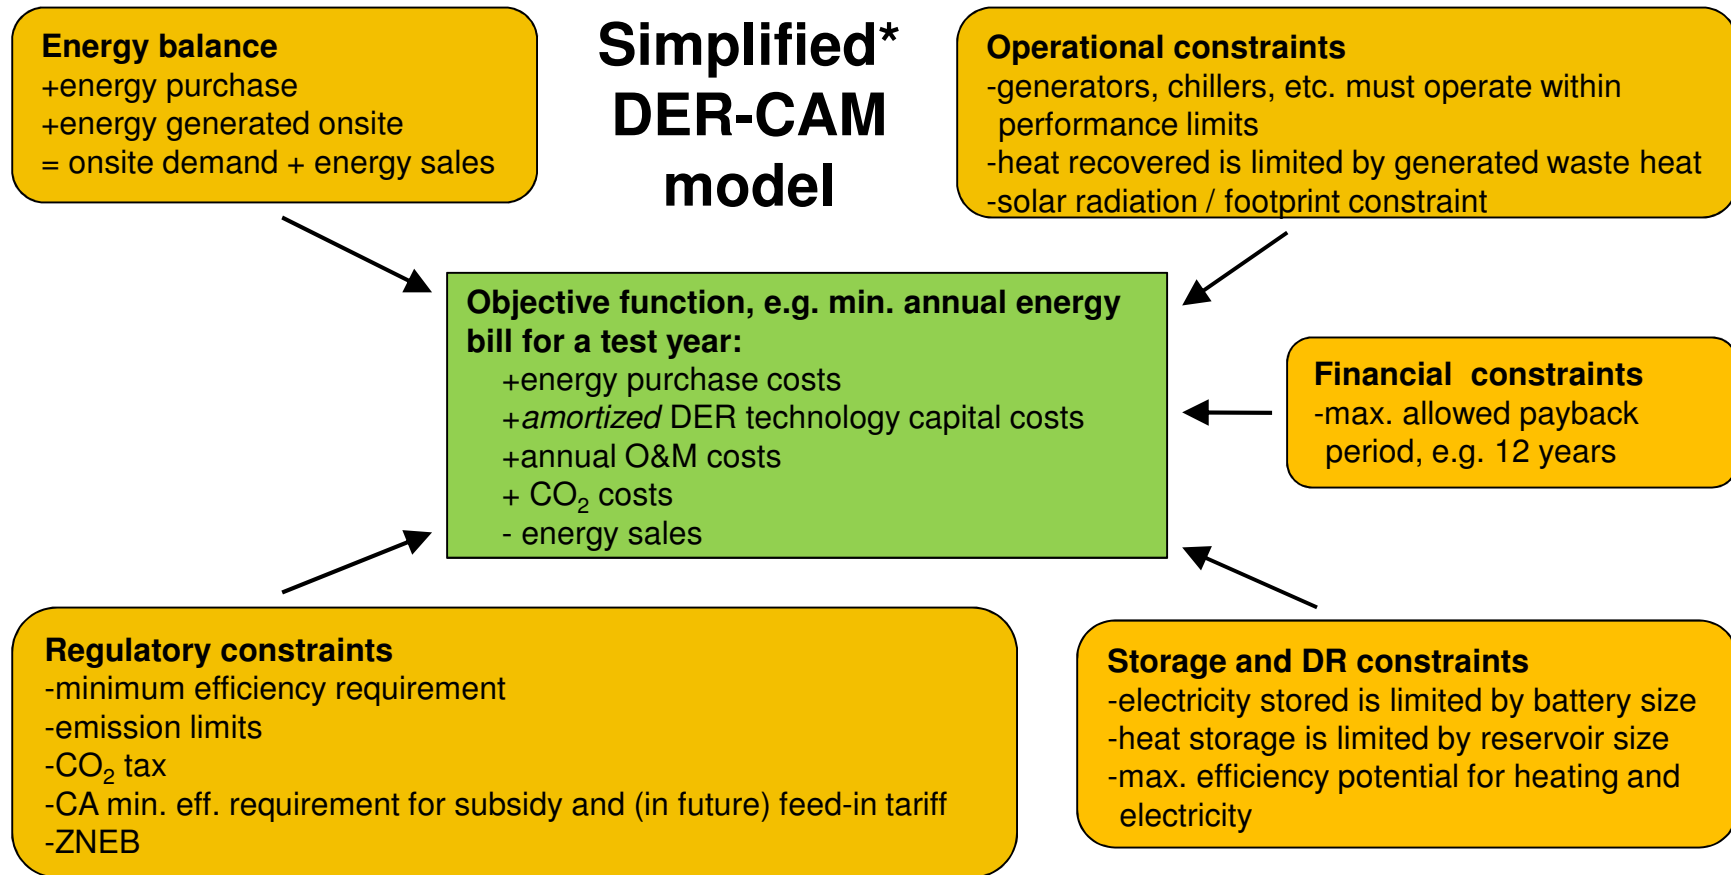 Simplified*
DER-CAM
model
Energy balance
+energy purchase
+energy generated onsite
= onsite demand + energy sales
Operational constraints
-generators, chillers, etc. must operate within
performance limits
-heat recovered is limited by generated waste heat
-solar radiation / footprint constraint
Objective function, e.g. min. annual energy
bill for a test year:
+energy purchase costs
+amortized DER technology capital costs
+annual O&M costs
+ CO₂ costs
- energy sales
Financial constraints
-max. allowed payback
period, e.g. 12 years
Regulatory constraints
-minimum efficiency requirement
-emission limits
-CO₂ tax
-CA min. eff. requirement for subsidy and (in future) feed-in tariff
-ZNEB
Storage and DR constraints
-electricity stored is limited by battery size
-heat storage is limited by reservoir size
-max. efficiency potential for heating and
electricity